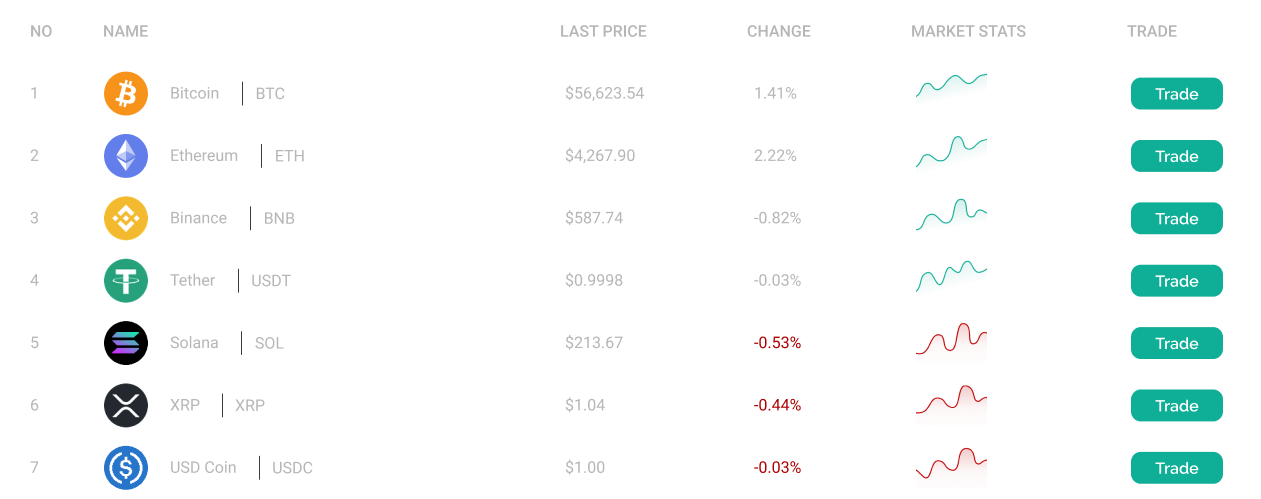 NO NAME LAST PRICE CHANGE MARKET STATS TRADE
1 Bitcoin | BTC $56,623.54 1.41% Trade
2 Ethereum | ETH $4,267.90 2.22% Trade
3 Binance | BNB $587.74 -0.82% Trade
4 Tether | USDT $0.9998 -0.03% Trade
5 Solana | SOL $213.67 -0.53% Trade
6 XRP | XRP $1.04 -0.44% Trade
7 USD Coin | USDC $1.00 -0.03% Trade